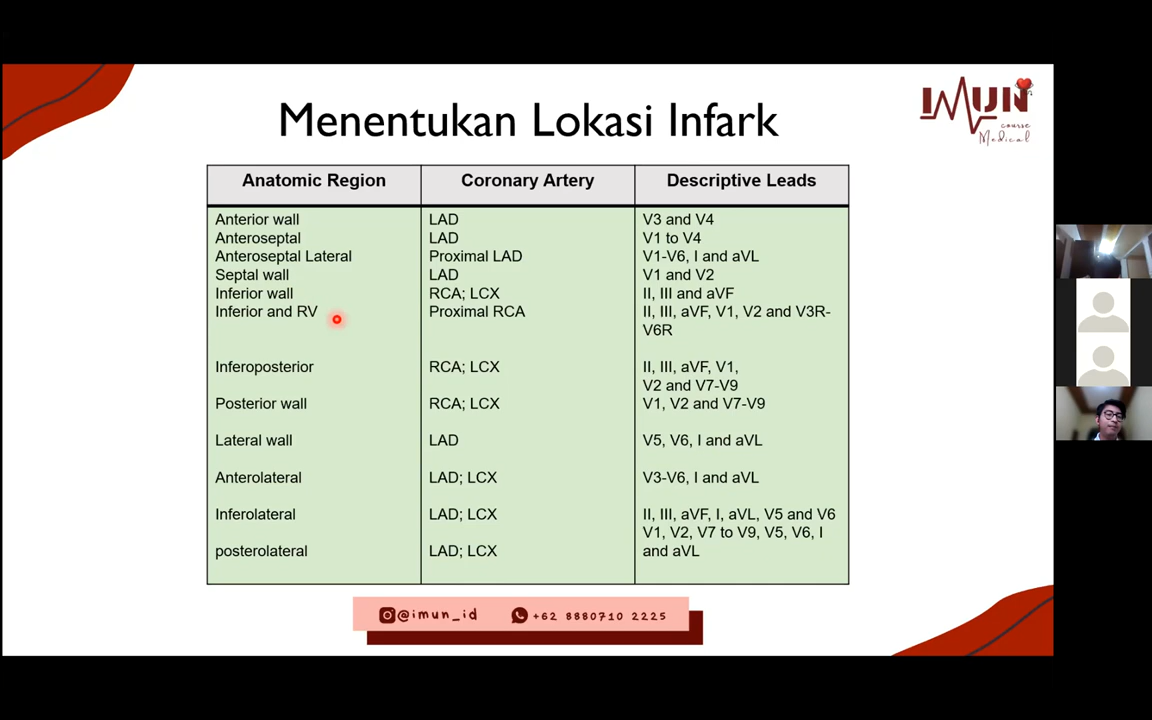 Menentukan Lokasi Infark
IMUN
course
Medical
Anatomic Region Coronary Artery Descriptive Leads
Anterior wall LAD V3 and V4
Anteroseptal LAD V1 to V4
Anteroseptal Lateral Proximal LAD V1-V6, I and aVL
Septal wall LAD V1 and V2
Inferior wall RCA; LCX II, III and aVF
Inferior and RV Proximal RCA II, III, aVF, V1, V2 and V3R-
V6R
Inferoposterior RCA; LCX II, III, aVF, V1,
V2 and V7-V9
Posterior wall RCA; LCX V1, V2 and V7-V9
Lateral wall LAD V5, V6, I and aVL
Anterolateral LAD; LCX V3-V6, I and aVL
Inferolateral LAD; LCX II, III, aVF, I, aVL, V5 and V6
V1, V2, V7 to V9, V5, V6, I
posterolateral LAD; LCX and aVL
@imun_id +62 8880710 2225